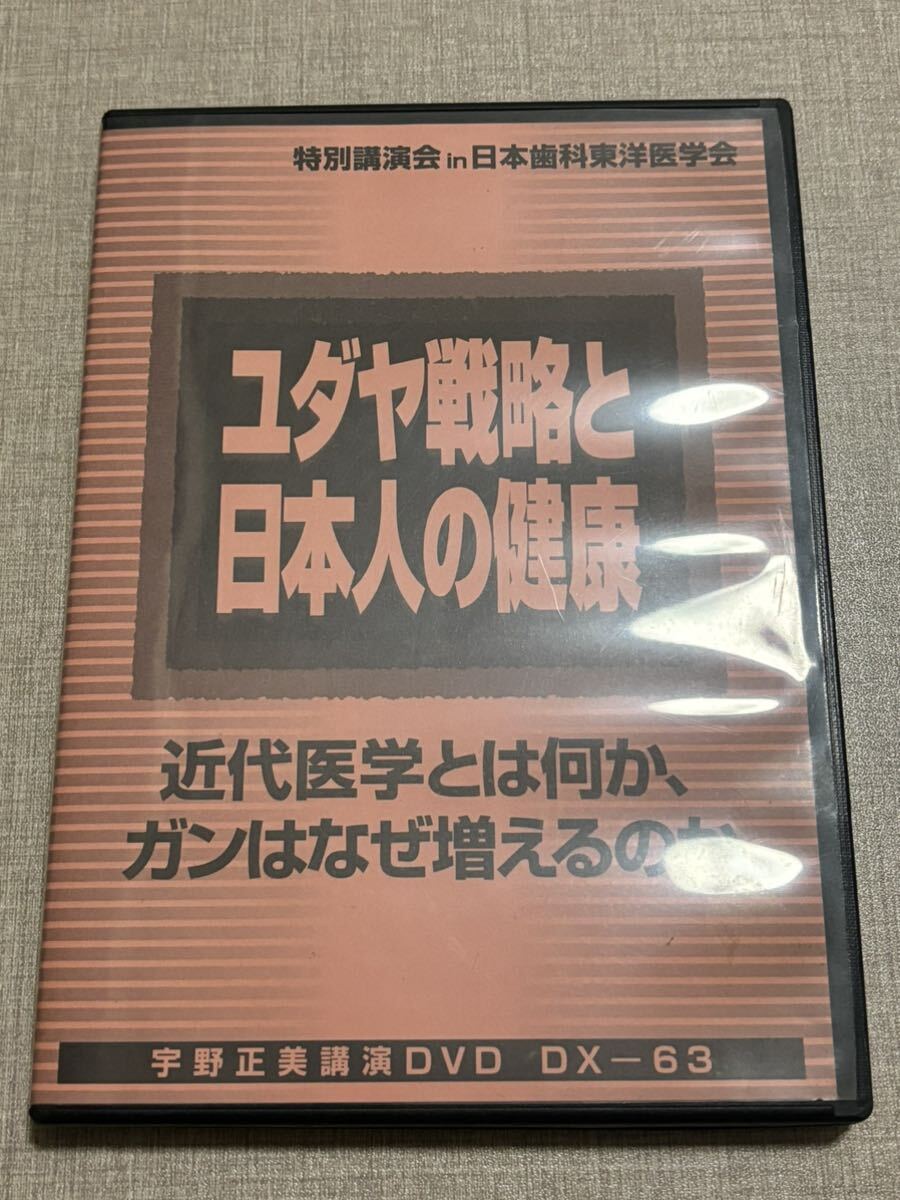 特別講演会in日本歯科東洋医学会
ユダヤ戦略と
日本人の健康
近代医学とは何か、
ガンはなぜ増えるのか
宇野正美講演DVD DX－63